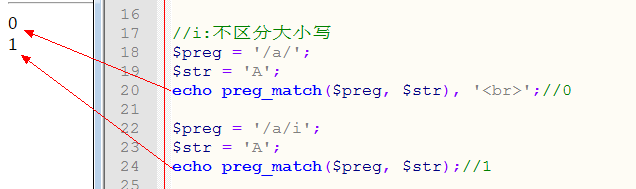 0
1
16
17 //i:不区分大小写
18 $preg = '/a/';
19 $str = 'A';
20 echo preg_match($preg, $str), '<br>';//0
21
22 $preg = '/a/i';
23 $str = 'A';
24 echo preg_match($preg, $str);//1
25